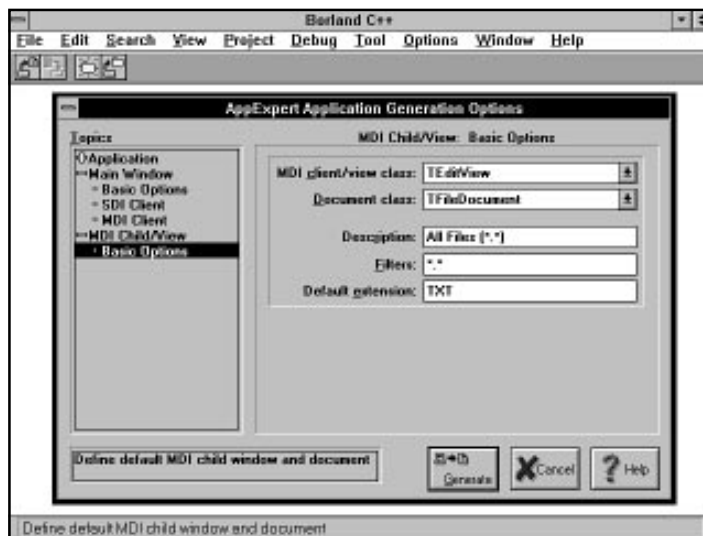 Borland C++
File Edit Search View Project Debug Tool Options Window Help
AppExpert Application Generation Options
Topics
Application
Main Window
Basic Options
SDI Client
MDI Client
MDI Child/View
Basic Options
MDI Child/View: Basic Options
MDI client/view class: TEditView
Document class: TFileDocument
Description: All Files (*.*)
Filters: *.*
Default extension: TXT
Define default MDI child window and document
Generate
Cancel
? Help
Define default MDI child window and document